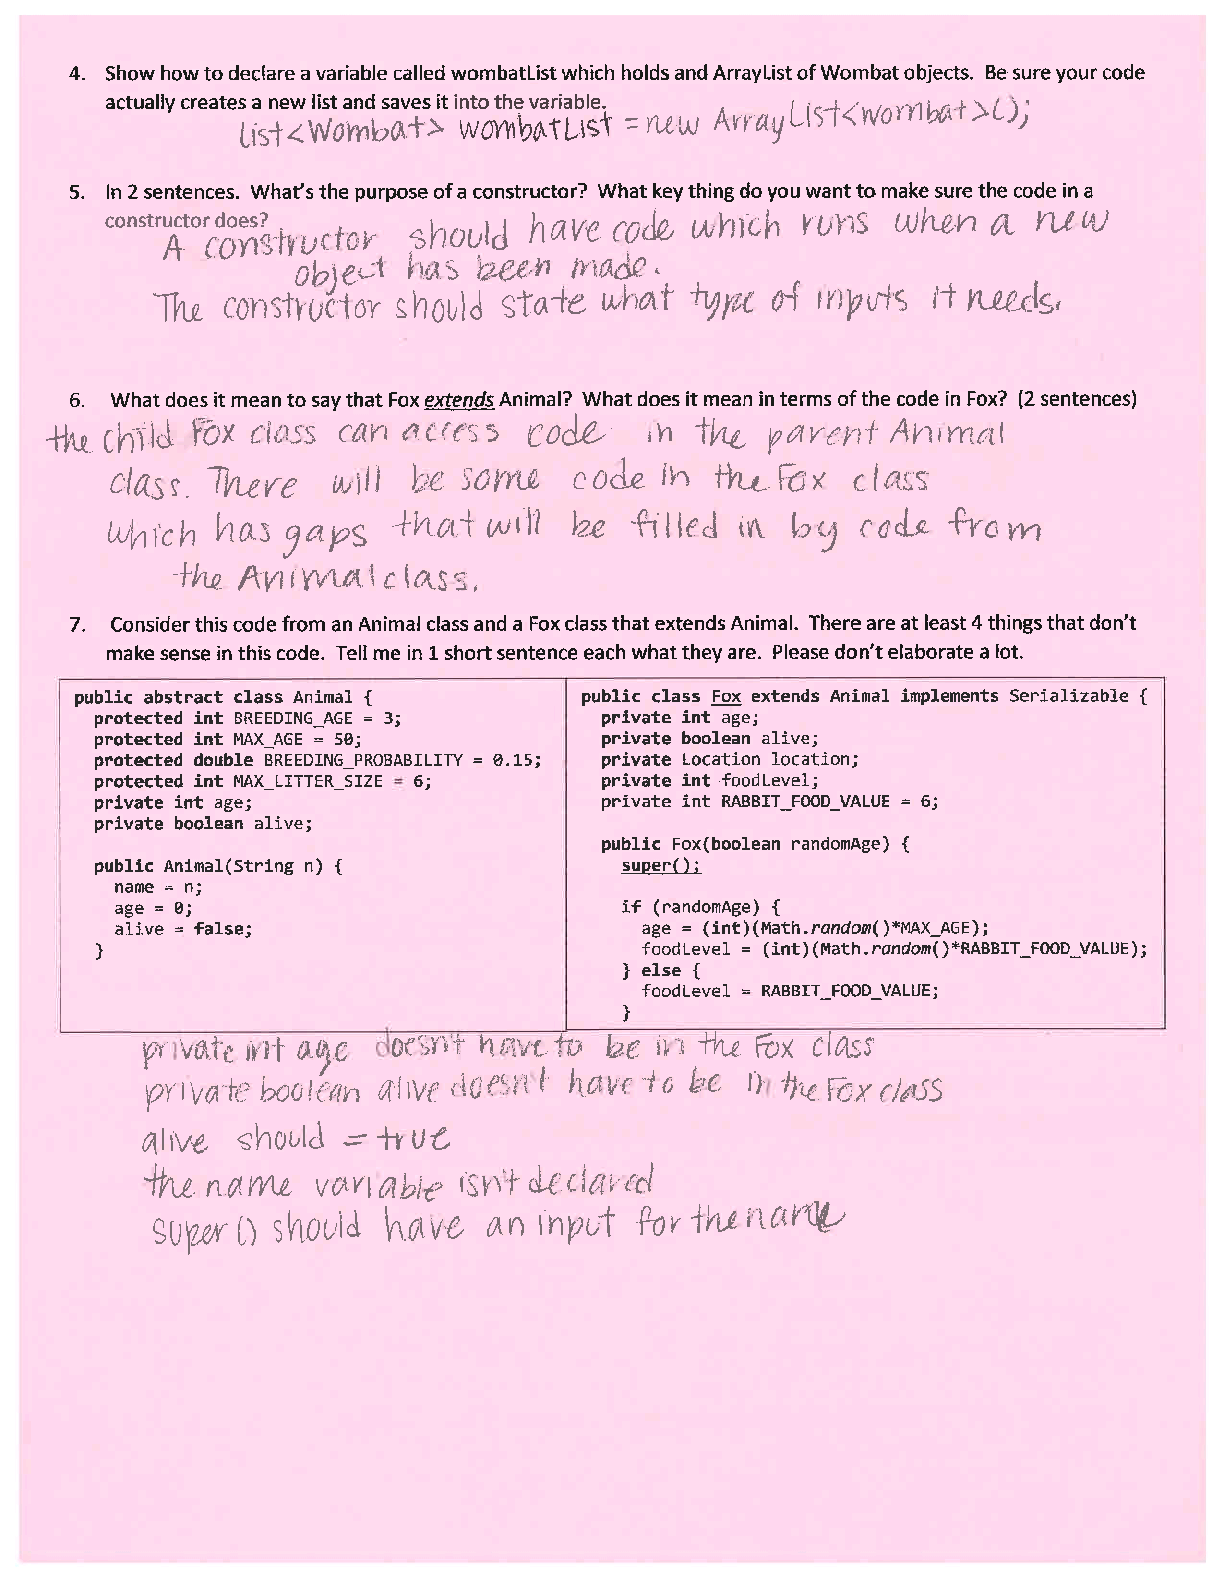 4. Show how to declare a variable called wombatList which holds and ArrayList of Wombat objects. Be sure your code
actually creates a new list and saves it into the variable.
List<Wombat> wombatList = new ArrayList<Wombat>();
5. In 2 sentences. What's the purpose of a constructor? What key thing do you want to make sure the code in a
constructor does?
A constructor should have code which runs when a new
object has been made.
The constructor should state what type of inputs it needs.
6. What does it mean to say that Fox extends Animal? What does it mean in terms of the code in Fox? (2 sentences)
the child Fox class can access code in the parent Animal
class. There will be some code in the Fox class
which has gaps that will be filled in by code from
the Animal class.
7. Consider this code from an Animal class and a Fox class that extends Animal. There are at least 4 things that don't
make sense in this code. Tell me in 1 short sentence each what they are. Please don't elaborate a lot.
public abstract class Animal {
protected int BREEDING_AGE = 3;
protected int MAX_AGE = 50;
protected double BREEDING_PROBABILITY = 0.15;
protected int MAX_LITTER_SIZE = 6;
private int age;
private boolean alive;
public Animal(String n) {
name = n;
age = 0;
alive = false;
}
public class Fox extends Animal implements Serializable {
private int age;
private boolean alive;
private Location location;
private int foodLevel;
private int RABBIT_FOOD_VALUE = 6;
public Fox(boolean randomAge) {
super();
if (randomAge) {
age = (int)(Math.random()*MAX_AGE);
foodLevel = (int)(Math.random()*RABBIT_FOOD_VALUE);
} else {
foodLevel = RABBIT_FOOD_VALUE;
}
private int age doesn't have to be in the Fox class
private boolean alive doesn't have to be in the Fox class
alive should = true
the name variable isn't declared
super() should have an input for the name